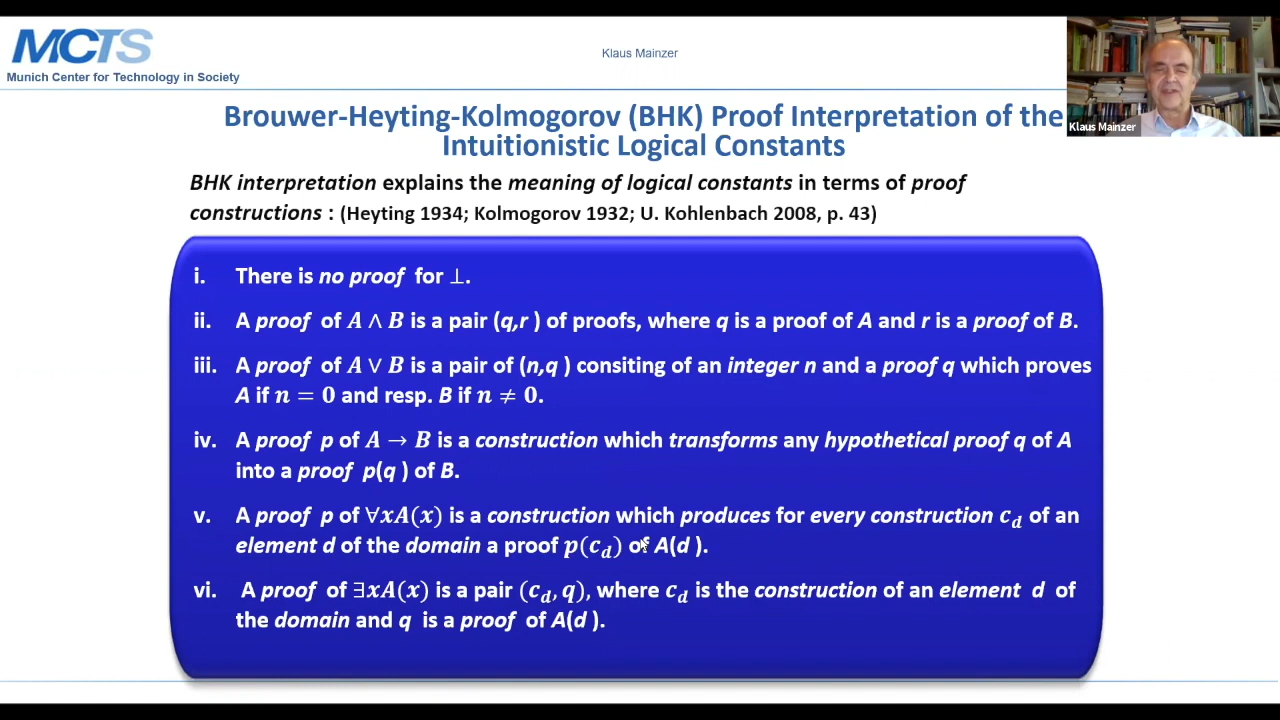 MCTS
Munich Center for Technology in Society
Klaus Mainzer
Klaus Mainzer
Brouwer-Heyting-Kolmogorov (BHK) Proof Interpretation of the
Intuitionistic Logical Constants
BHK interpretation explains the meaning of logical constants in terms of proof
constructions : (Heyting 1934; Kolmogorov 1932; U. Kohlenbach 2008, p. 43)
i. There is no proof for ⊥.
ii. A proof of A ∧ B is a pair (q,r ) of proofs, where q is a proof of A and r is a proof of B.
iii. A proof of A ∨ B is a pair of (n,q ) consiting of an integer n and a proof q which proves
A if n = 0 and resp. B if n ≠ 0.
iv. A proof p of A → B is a construction which transforms any hypothetical proof q of A
into a proof p(q ) of B.
v. A proof p of ∀xA(x) is a construction which produces for every construction c_d of an
element d of the domain a proof p(c_d) of A(d ).
vi. A proof of ∃xA(x) is a pair (c_d, q), where c_d is the construction of an element d of
the domain and q is a proof of A(d ).